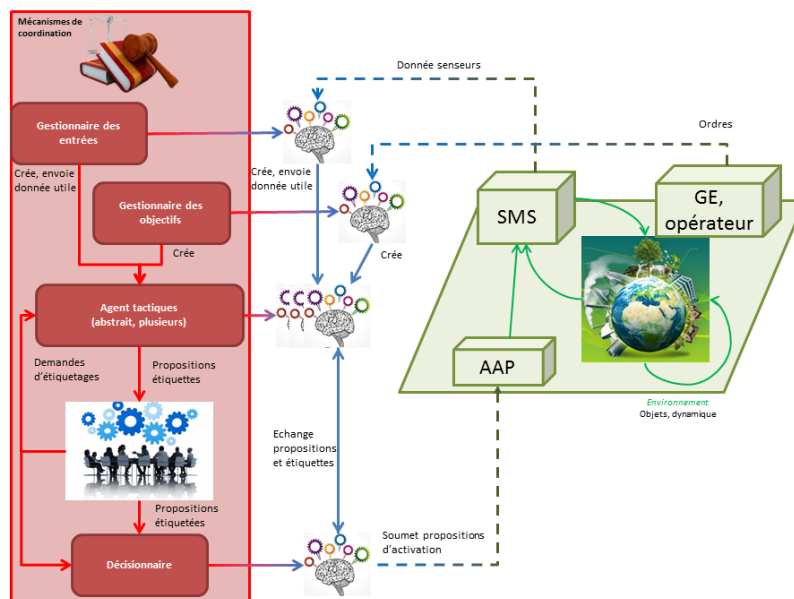 Mécanismes de
coordination
Gestionnaire des
entrées
Crée, envoie
donnée utile
Gestionnaire des
objectifs
Crée
Agent tactiques
(abstrait, plusieurs)
Demandes
d'étiquetages
Propositions
étiquettes
Propositions
étiquetées
Décisionnaire
Crée, envoie
donnée utile
Crée
Echange
propositions
et étiquettes
Soumet propositions
d'activation
Donnée senseurs
Ordres
SMS
GE,
opérateur
AAP
Environnement
Objets, dynamique